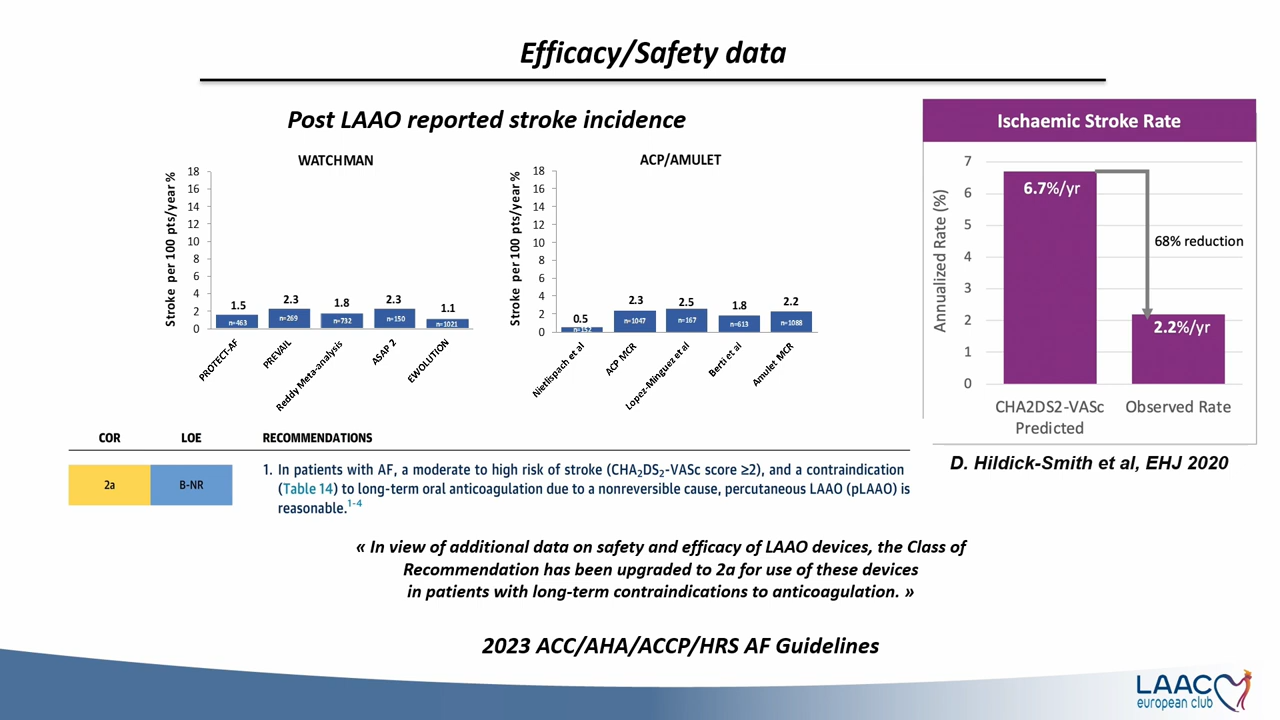 Efficacy/Safety data
Post LAAO reported stroke incidence
WATCHMAN
Stroke per 100 pts/year %
18
16
14
12
10
8
6
4
2
0
1.5
2.3
1.8
2.3
1.1
n=463
n=269
n=732
n=150
n=1021
PROTECT-AF
PREVAIL
Reddy Meta-analysis
ASAP 2
EWOLUTION
ACP/AMULET
Stroke per 100 pts/year %
18
16
14
12
10
8
6
4
2
0
0.5
2.3
2.5
1.8
2.2
n=152
n=1047
n=167
n=613
n=1088
Nietlispach et al
ACP MCR
Lopez-Minguez et al
Berti et al
Amulet MCR
Ischaemic Stroke Rate
Annualized Rate (%)
7
6
5
4
3
2
1
0
6.7%/yr
68% reduction
2.2%/yr
CHA2DS2-VASc
Predicted
Observed Rate
D. Hildick-Smith et al, EHJ 2020
COR LOE RECOMMENDATIONS
2a B-NR
1. In patients with AF, a moderate to high risk of stroke (CHA₂DS₂-VASc score ≥2), and a contraindication
(Table 14) to long-term oral anticoagulation due to a nonreversible cause, percutaneous LAAO (pLAAO) is
reasonable.¹⁻⁴
« In view of additional data on safety and efficacy of LAAO devices, the Class of
Recommendation has been upgraded to 2a for use of these devices
in patients with long-term contraindications to anticoagulation. »
2023 ACC/AHA/ACCP/HRS AF Guidelines
LAAC
european club